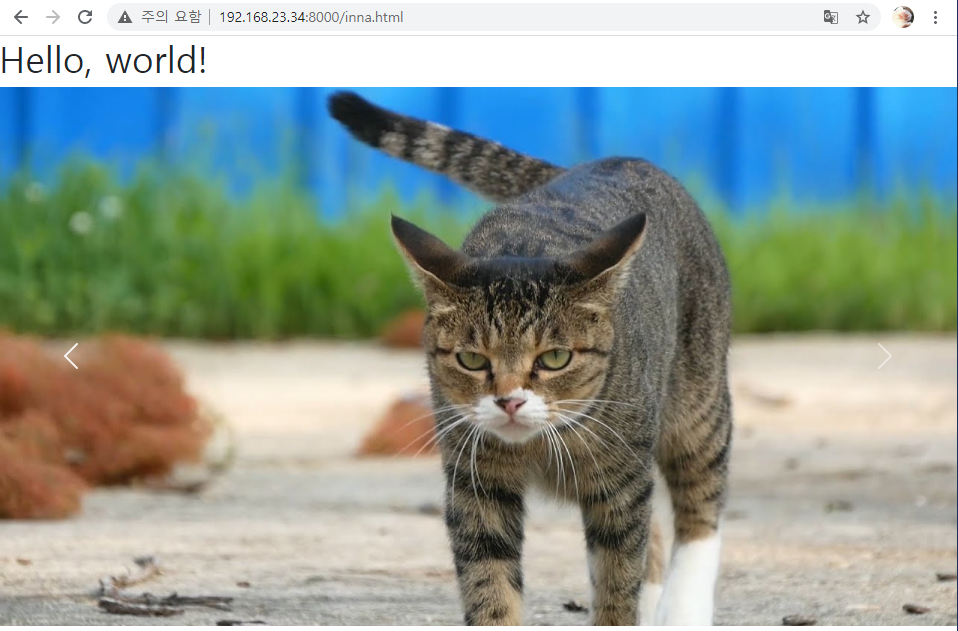 주의 요함 192.168.23.34:8000/inna.html
Hello, world!